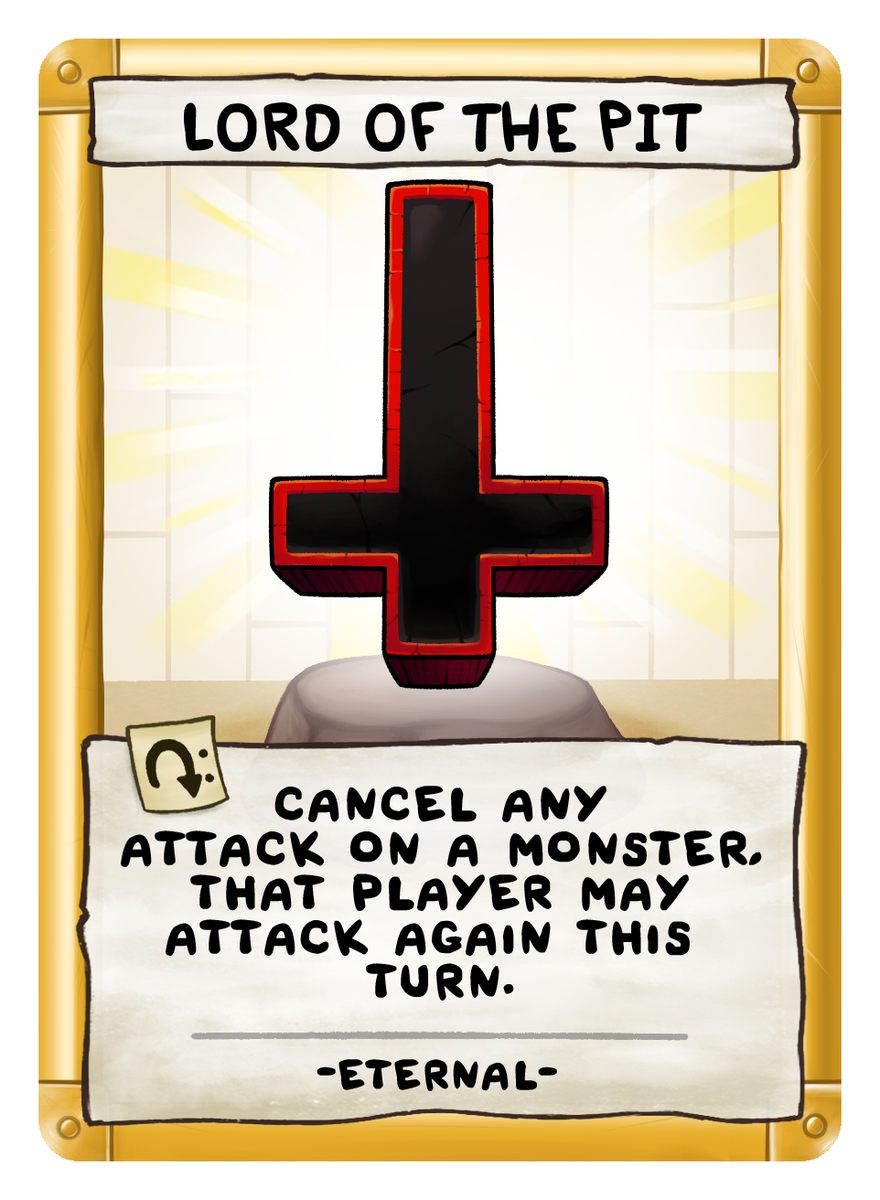 LORD OF THE PIT
CANCEL ANY
ATTACK ON A MONSTER.
THAT PLAYER MAY
ATTACK AGAIN THIS
TURN.
-ETERNAL-